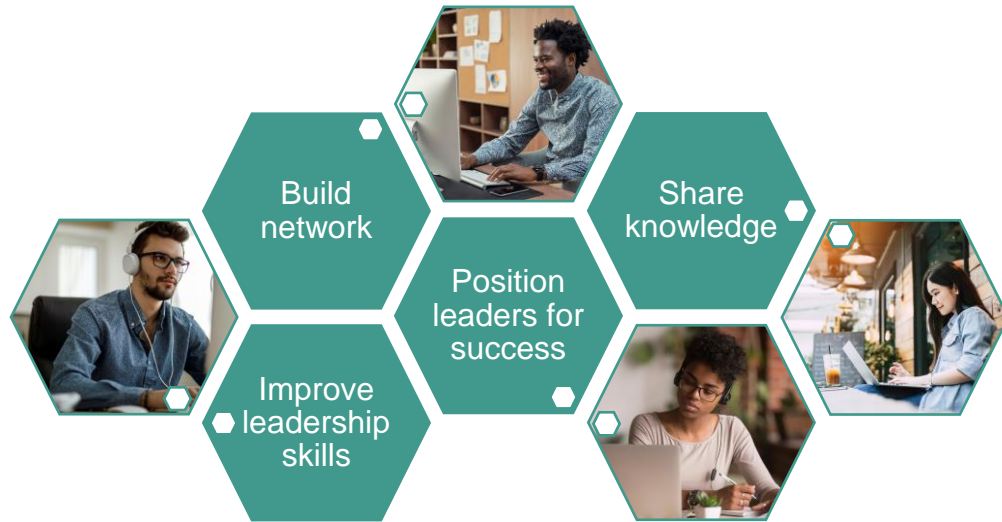 Build
network
Share
knowledge
Position
leaders for
success
Improve
leadership
skills